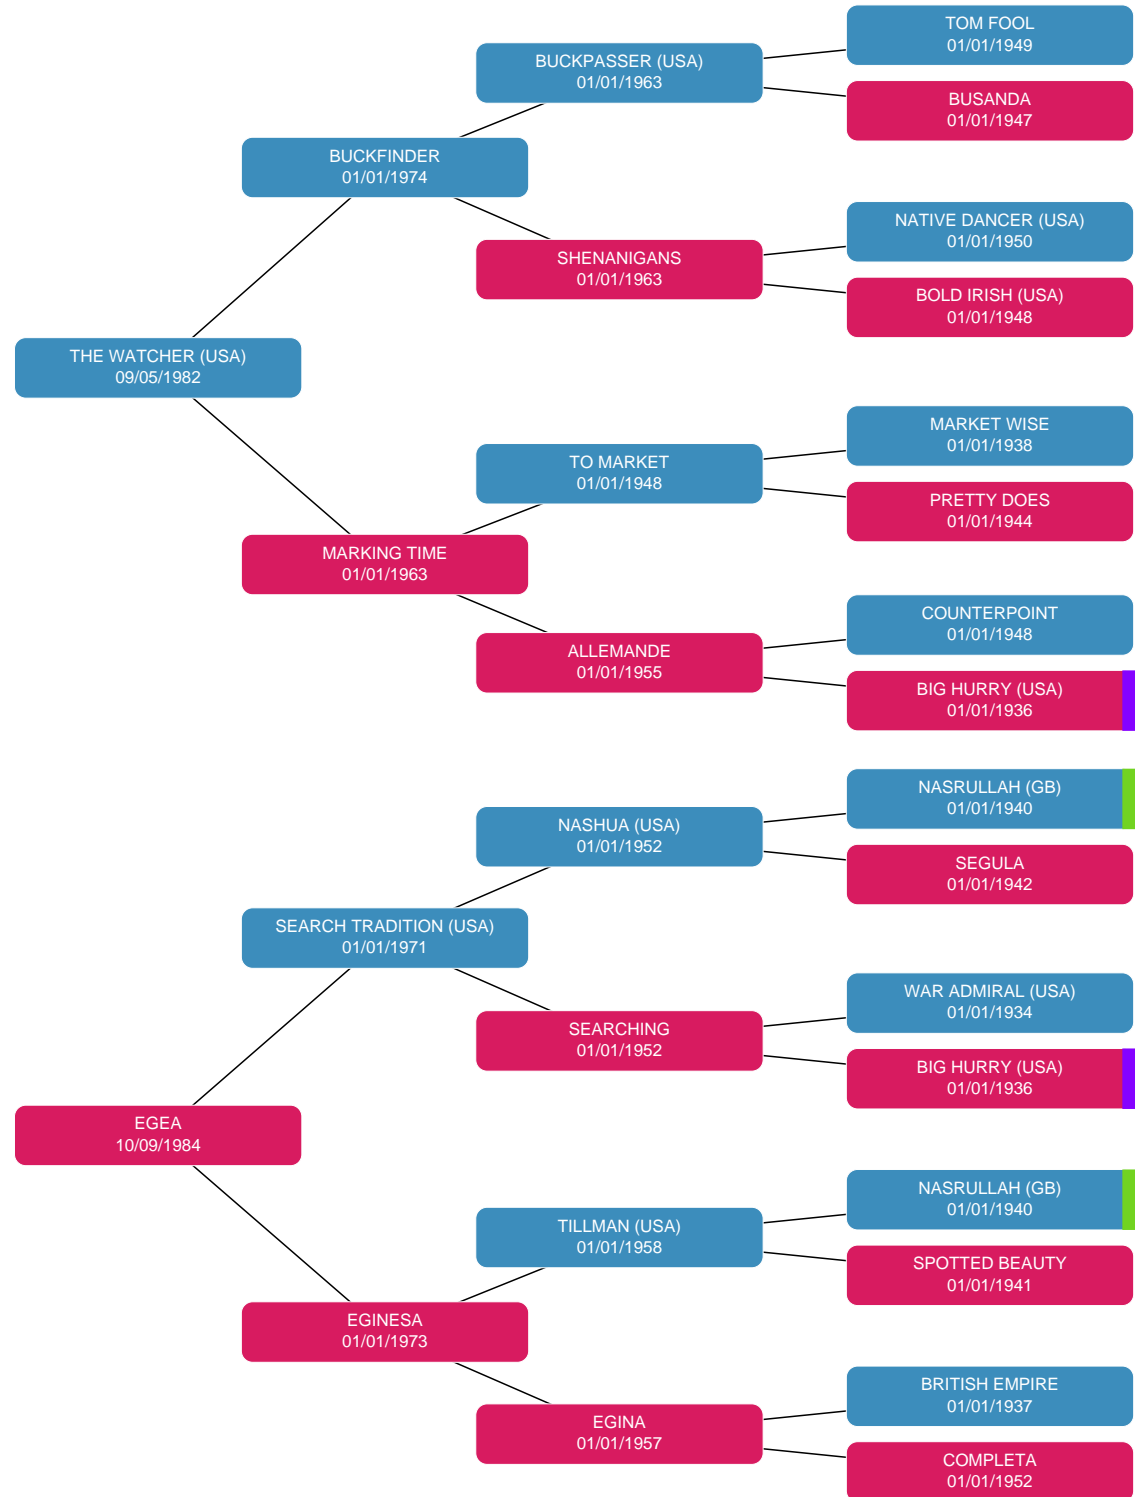 TOM FOOL
01/01/1949
BUCKPASSER (USA)
01/01/1963
BUSANDA
01/01/1947
BUCKFINDER
01/01/1974
NATIVE DANCER (USA)
01/01/1950
SHENANIGANS
01/01/1963
BOLD IRISH (USA)
01/01/1948
THE WATCHER (USA)
09/05/1982
MARKET WISE
01/01/1938
TO MARKET
01/01/1948
PRETTY DOES
01/01/1944
MARKING TIME
01/01/1963
COUNTERPOINT
01/01/1948
ALLEMANDE
01/01/1955
BIG HURRY (USA)
01/01/1936
NASRULLAH (GB)
01/01/1940
NASHUA (USA)
01/01/1952
SEGULA
01/01/1942
SEARCH TRADITION (USA)
01/01/1971
WAR ADMIRAL (USA)
01/01/1934
SEARCHING
01/01/1952
BIG HURRY (USA)
01/01/1936
EGEA
10/09/1984
NASRULLAH (GB)
01/01/1940
TILLMAN (USA)
01/01/1958
SPOTTED BEAUTY
01/01/1941
EGINESA
01/01/1973
BRITISH EMPIRE
01/01/1937
EGINA
01/01/1957
COMPLETA
01/01/1952